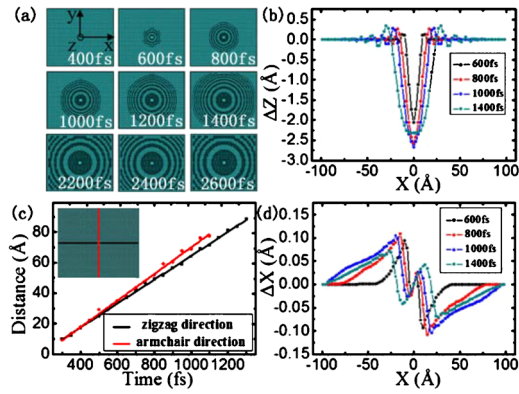 (a)
y
z x
400fs 600fs 800fs
1000fs 1200fs 1400fs
2200fs 2400fs 2600fs
(b)
ΔZ (Å)
0.5
0.0
-0.5
-1.0
-1.5
-2.0
-2.5
-3.0
600fs
800fs
1000fs
1400fs
-100 -50 0 50 100
X (Å)
(c)
Distance (Å)
80
60
40
20
0
zigzag direction
armchair direction
400 600 800 1000 1200
Time (fs)
(d)
ΔX (Å)
0.15
0.10
0.05
0.00
-0.05
-0.10
-0.15
600fs
800fs
1000fs
1400fs
-100 -50 0 50 100
X (Å)